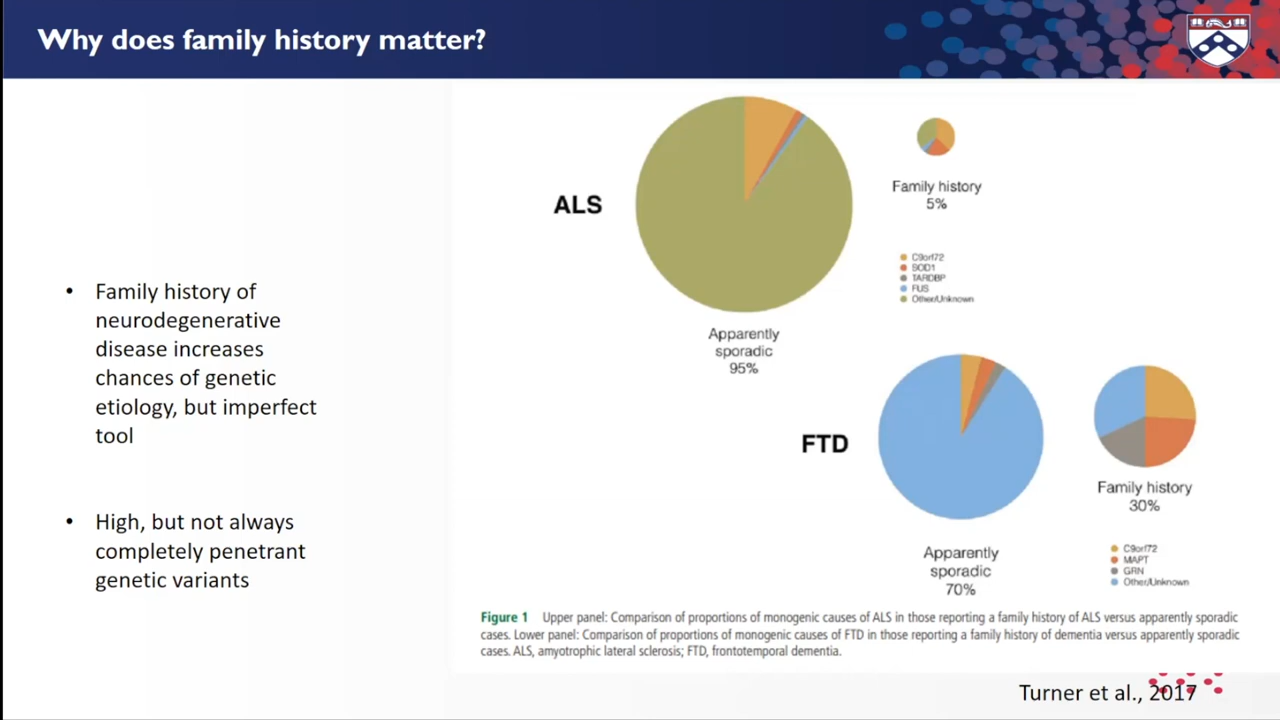 Why does family history matter?
• Family history of
neurodegenerative
disease increases
chances of genetic
etiology, but imperfect
tool
• High, but not always
completely penetrant
genetic variants
ALS
Apparently
sporadic
95%
Family history
5%
C9orf72
SOD1
TARDBP
FUS
Other/Unknown
FTD
Apparently
sporadic
70%
Family history
30%
C9orf72
MAPT
GRN
Other/Unknown
Figure 1 Upper panel: Comparison of proportions of monogenic causes of ALS in those reporting a family history of ALS versus apparently sporadic
cases. Lower panel: Comparison of proportions of monogenic causes of FTD in those reporting a family history of dementia versus apparently sporadic
cases. ALS, amyotrophic lateral sclerosis; FTD, frontotemporal dementia.
Turner et al., 2017